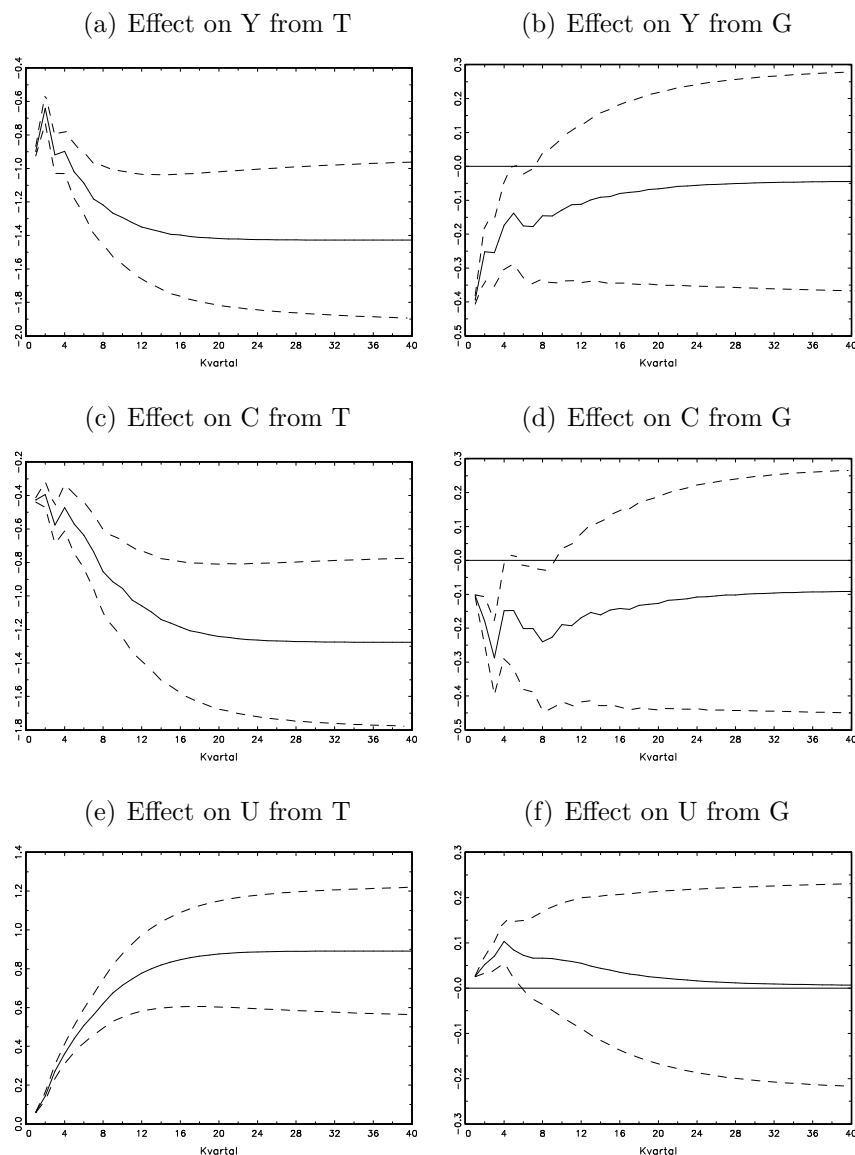 (a) Effect on Y from T
(b) Effect on Y from G
-0.4
-0.6
-0.8
-1.0
-1.2
-1.4
-1.6
-1.8
-2.0
0 4 8 12 16 20 24 28 32 36 40
Kvartal
0.3
0.2
0.1
-0.0
-0.1
-0.2
-0.3
-0.4
-0.5
0 4 8 12 16 20 24 28 32 36 40
Kvartal
(c) Effect on C from T
(d) Effect on C from G
-0.2
-0.4
-0.6
-0.8
-1.0
-1.2
-1.4
-1.6
-1.8
0 4 8 12 16 20 24 28 32 36 40
Kvartal
0.3
0.2
0.1
-0.0
-0.1
-0.2
-0.3
-0.4
-0.5
0 4 8 12 16 20 24 28 32 36 40
Kvartal
(e) Effect on U from T
(f) Effect on U from G
1.4
1.2
1.0
0.8
0.6
0.4
0.2
0.0
0 4 8 12 16 20 24 28 32 36 40
Kvartal
0.3
0.2
0.1
-0.0
-0.1
-0.2
-0.3
0 4 8 12 16 20 24 28 32 36 40
Kvartal